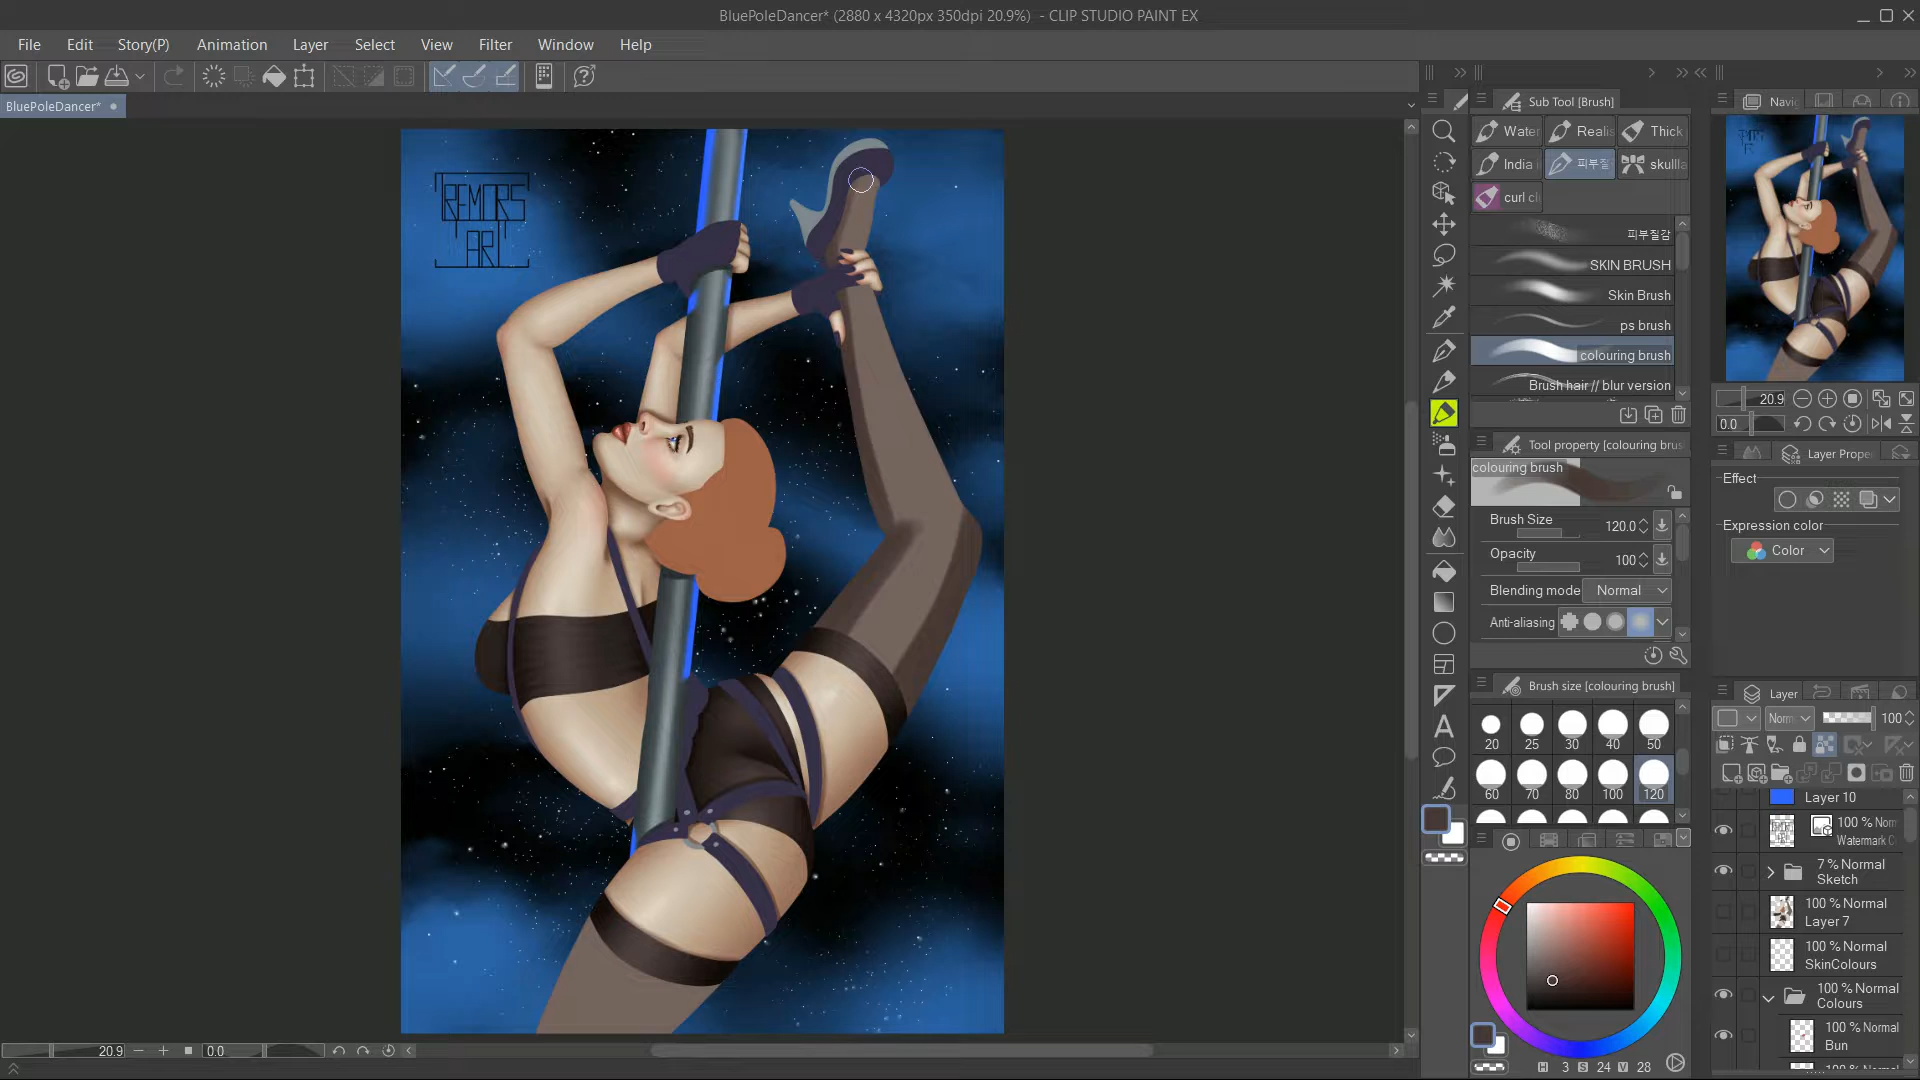 BluePoleDancer* (2880 x 4320px 350dpi 20.9%) - CLIP STUDIO PAINT EX
File Edit Story(P) Animation Layer Select View Filter Window Help
BluePoleDancer*
Sub Tool [Brush]
Navi
Water Realis Thick
India 피부질 skulla
curl cl
피부질감
SKIN BRUSH
Skin Brush
ps brush
colouring brush
Brush hair // blur version
20.9
0.0
Tool property [colouring brus
Layer Prope
colouring brush
Effect
Brush Size 120.0
Expression color
Opacity 100
Color
Blending mode Normal
Anti-aliasing
Brush size [colouring brush]
Layer
Norm 100
20 25 30 40 50
60 70 80 100 120
Layer 10
100 % Norm
Watermark C
7 % Normal
Sketch
100 % Normal
Layer 7
100 % Normal
SkinColours
100 % Normal
Colours
100 % Normal
Bun
H 3 S 24 V 28
20.9 0.0
TREMORS
ART